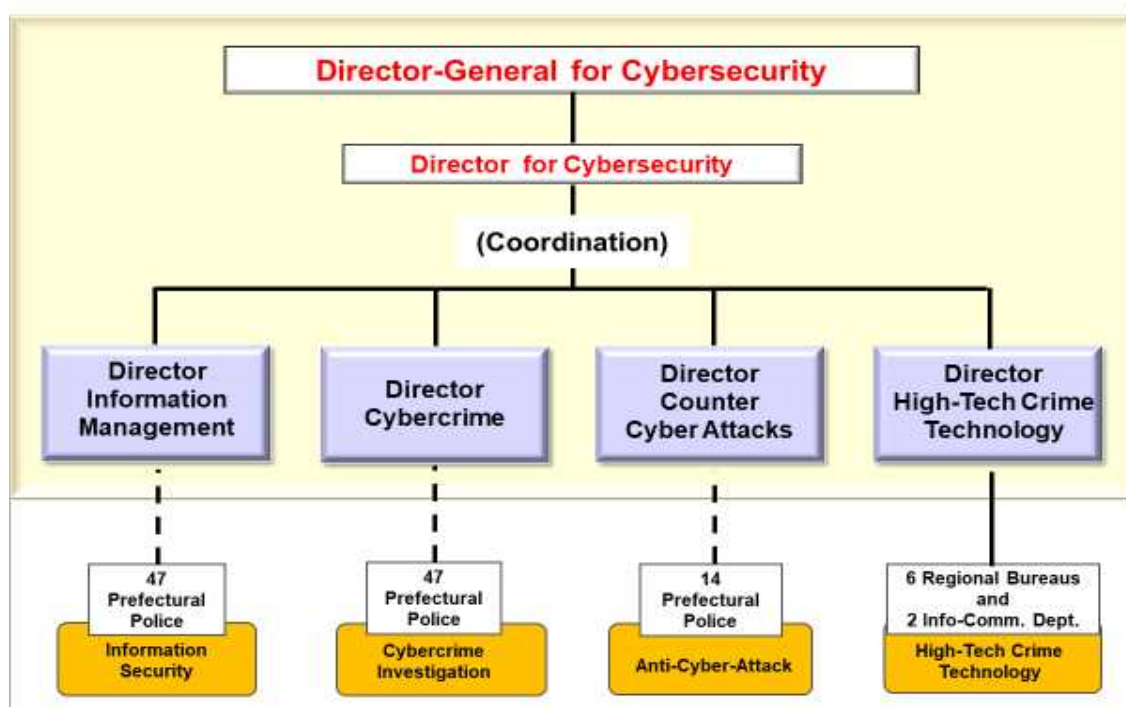 Director-General for Cybersecurity
Director for Cybersecurity
(Coordination)
Director
Information
Management
Director
Cybercrime
Director
Counter
Cyber Attacks
Director
High-Tech Crime
Technology
47
Prefectural
Police
Information
Security
47
Prefectural
Police
Cybercrime
Investigation
14
Prefectural
Police
Anti-Cyber-Attack
6 Regional Bureaus
and
2 Info-Comm. Dept.
High-Tech Crime
Technology